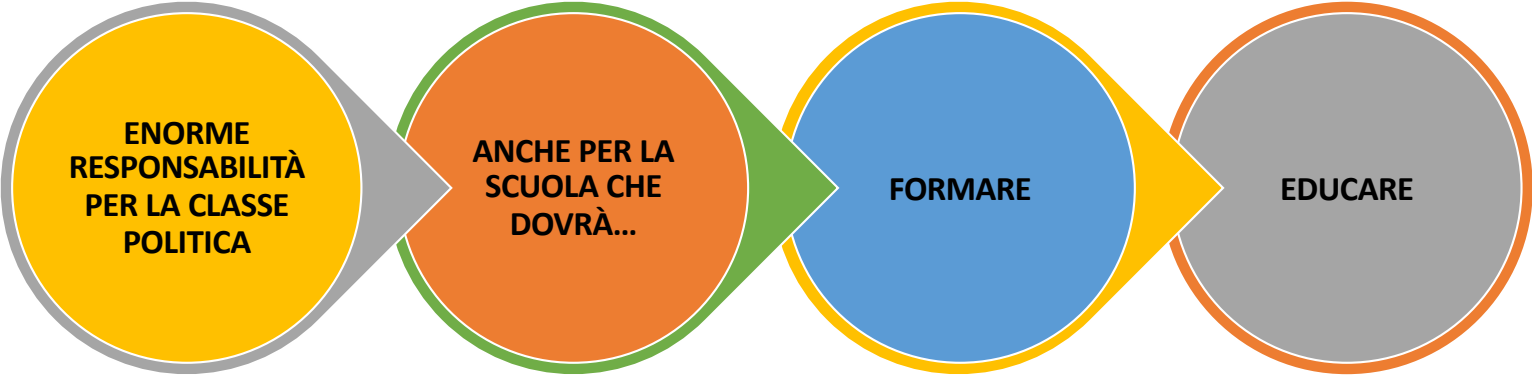 ENORME
RESPONSABILITÀ
PER LA CLASSE
POLITICA
ANCHE PER LA
SCUOLA CHE
DOVRÀ…
FORMARE
EDUCARE